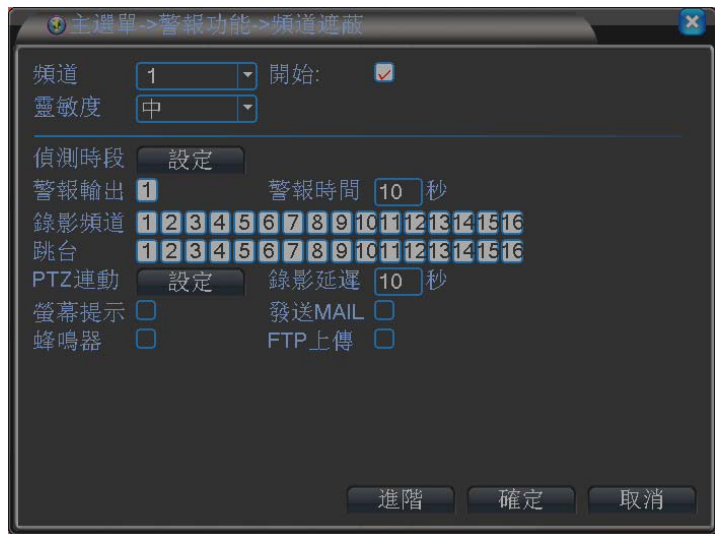 主選單->警報功能->頻道遮蔽
頻道 1 開始:
靈敏度 中
偵測時段 設定
警報輸出 1 警報時間 10 秒
錄影頻道 1 2 3 4 5 6 7 8 9 10 11 12 13 14 15 16
跳台 1 2 3 4 5 6 7 8 9 10 11 12 13 14 15 16
PTZ連動 設定 錄影延遲 10 秒
螢幕提示 發送MAIL
蜂鳴器 FTP上傳
進階 確定 取消